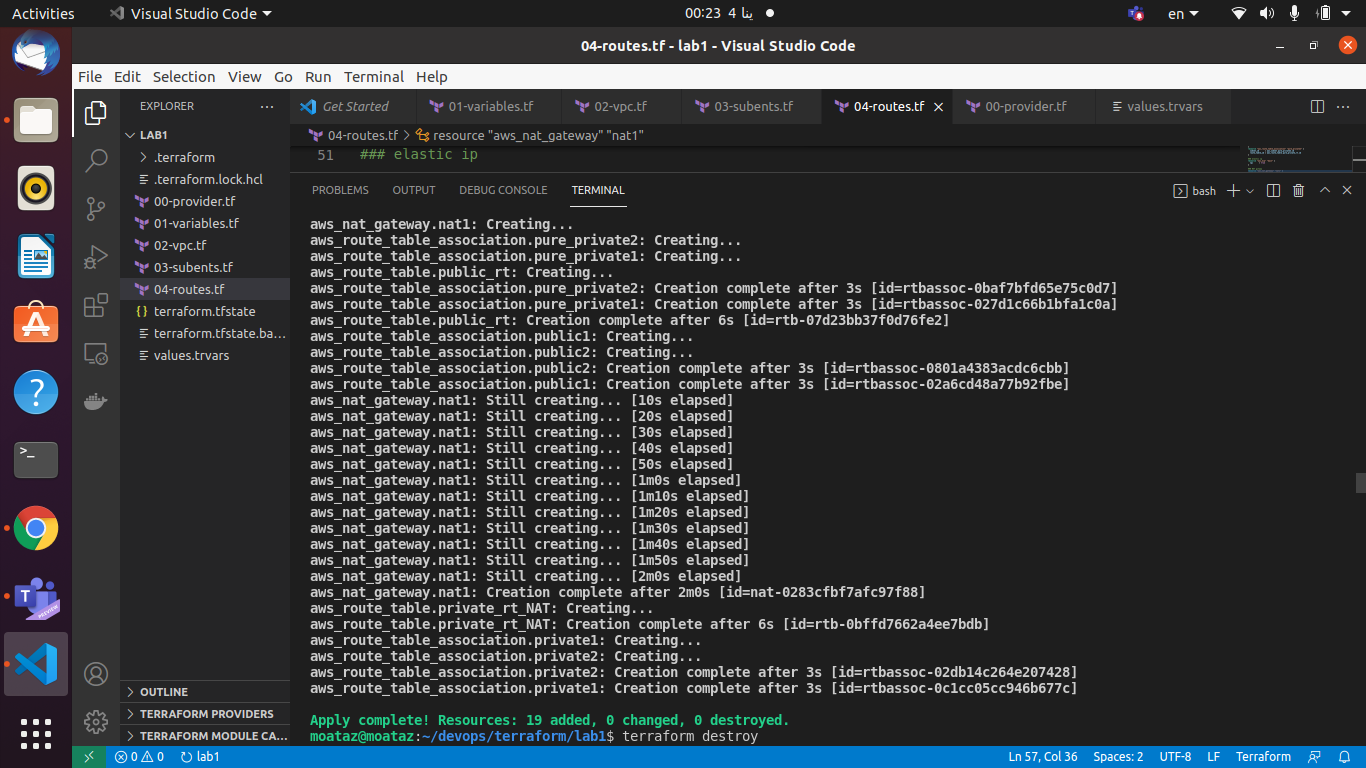 Activities
Visual Studio Code
00:23 4 ينا
en
04-routes.tf - lab1 - Visual Studio Code
File Edit Selection View Go Run Terminal Help
EXPLORER
Get Started
01-variables.tf
02-vpc.tf
03-subents.tf
04-routes.tf
00-provider.tf
values.trvars
LAB1
.terraform
.terraform.lock.hcl
00-provider.tf
01-variables.tf
02-vpc.tf
03-subents.tf
04-routes.tf
terraform.tfstate
terraform.tfstate.ba...
values.trvars
OUTLINE
TERRAFORM PROVIDERS
TERRAFORM MODULE CA...
04-routes.tf > resource "aws_nat_gateway" "nat1"
51 ### elastic ip
PROBLEMS OUTPUT DEBUG CONSOLE TERMINAL
bash
aws_nat_gateway.nat1: Creating...
aws_route_table_association.pure_private2: Creating...
aws_route_table_association.pure_private1: Creating...
aws_route_table.public_rt: Creating...
aws_route_table_association.pure_private2: Creation complete after 3s [id=rtbassoc-0baf7bfd65e75c0d7]
aws_route_table_association.pure_private1: Creation complete after 3s [id=rtbassoc-027d1c66b1bfa1c0a]
aws_route_table.public_rt: Creation complete after 6s [id=rtb-07d23bb37f0d76fe2]
aws_route_table_association.public1: Creating...
aws_route_table_association.public2: Creating...
aws_route_table_association.public2: Creation complete after 3s [id=rtbassoc-0801a4383acdc6cbb]
aws_route_table_association.public1: Creation complete after 3s [id=rtbassoc-02a6cd48a77b92fbe]
aws_nat_gateway.nat1: Still creating... [10s elapsed]
aws_nat_gateway.nat1: Still creating... [20s elapsed]
aws_nat_gateway.nat1: Still creating... [30s elapsed]
aws_nat_gateway.nat1: Still creating... [40s elapsed]
aws_nat_gateway.nat1: Still creating... [50s elapsed]
aws_nat_gateway.nat1: Still creating... [1m0s elapsed]
aws_nat_gateway.nat1: Still creating... [1m10s elapsed]
aws_nat_gateway.nat1: Still creating... [1m20s elapsed]
aws_nat_gateway.nat1: Still creating... [1m30s elapsed]
aws_nat_gateway.nat1: Still creating... [1m40s elapsed]
aws_nat_gateway.nat1: Still creating... [1m50s elapsed]
aws_nat_gateway.nat1: Still creating... [2m0s elapsed]
aws_nat_gateway.nat1: Creation complete after 2m0s [id=nat-0283cfbf7afc97f88]
aws_route_table.private_rt_NAT: Creating...
aws_route_table.private_rt_NAT: Creation complete after 6s [id=rtb-0bffd7662a4ee7bdb]
aws_route_table_association.private1: Creating...
aws_route_table_association.private2: Creating...
aws_route_table_association.private2: Creation complete after 3s [id=rtbassoc-02db14c264e207428]
aws_route_table_association.private1: Creation complete after 3s [id=rtbassoc-0c1cc05cc946b677c]
Apply complete! Resources: 19 added, 0 changed, 0 destroyed.
moataz@moataz:~/devops/terraform/lab1$ terraform destroy
0 0 lab1
Ln 57, Col 36 Spaces: 2 UTF-8 LF Terraform